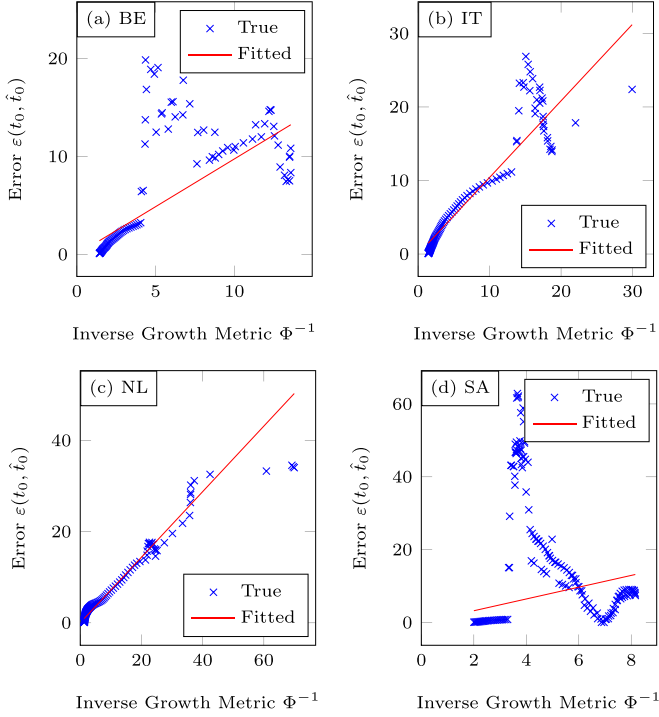 (a) BE
True
Fitted
Error ε(t₀, t̂₀)
20
10
0
0
5
10
Inverse Growth Metric Φ⁻¹
(b) IT
True
Fitted
Error ε(t₀, t̂₀)
30
20
10
0
0
10
20
30
Inverse Growth Metric Φ⁻¹
(c) NL
True
Fitted
Error ε(t₀, t̂₀)
40
20
0
0
20
40
60
Inverse Growth Metric Φ⁻¹
(d) SA
True
Fitted
Error ε(t₀, t̂₀)
60
40
20
0
0
2
4
6
8
Inverse Growth Metric Φ⁻¹